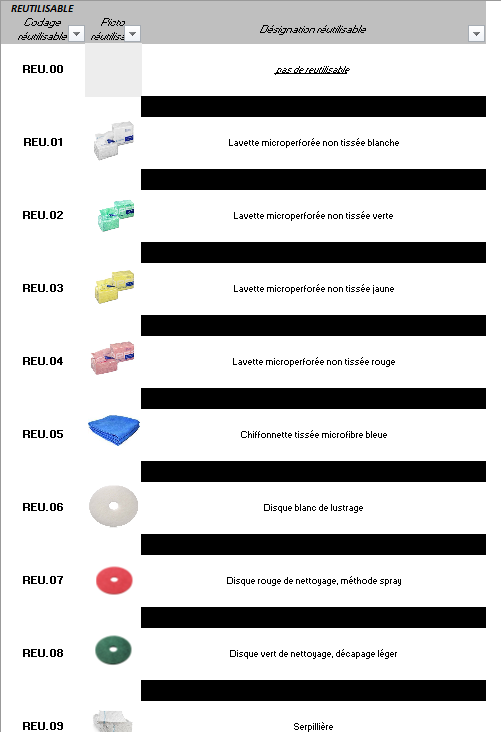 REUTILISABLE
Codage Photo
réutilisable réutilisa Désignation réutilisable
REU.00 pas de reutilisable
REU.01 Lavette microperforée non tissée blanche
REU.02 Lavette microperforée non tissée verte
REU.03 Lavette microperforée non tissée jaune
REU.04 Lavette microperforée non tissée rouge
REU.05 Chiffonnette tissée microfibre bleue
REU.06 Disque blanc de lustrage
REU.07 Disque rouge de nettoyage, méthode spray
REU.08 Disque vert de nettoyage, décapage léger
REU.09 Serpillière